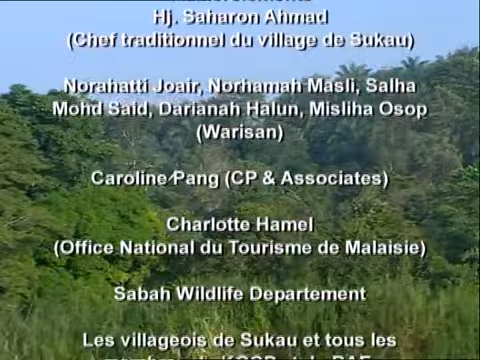 Hj. Saharon Ahmad
(Chef traditionnel du village de Sukau)
Norahatti Joair, Norhamah Masli, Salha
Mohd Said, Darianah Halun, Misliha Osop
(Warisan)
Caroline Pang (CP & Associates)
Charlotte Hamel
(Office National du Tourisme de Malaisie)
Sabah Wildlife Departement
Les villageois de Sukau et tous les